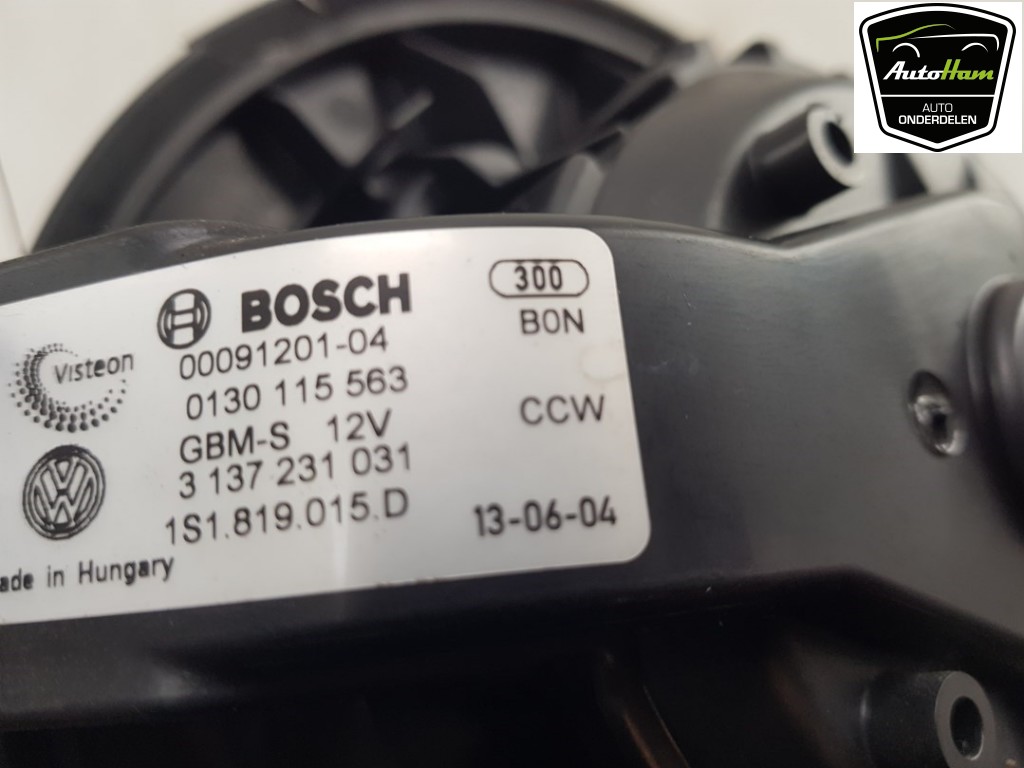 AutoHam
AUTO
ONDERDELEN
BOSCH
300
00091201-04
BON
Visteon
0130 115 563
GBM-S 12V
CCW
3 137 231 031
1S1.819.015.D
13-06-04
ade in Hungary